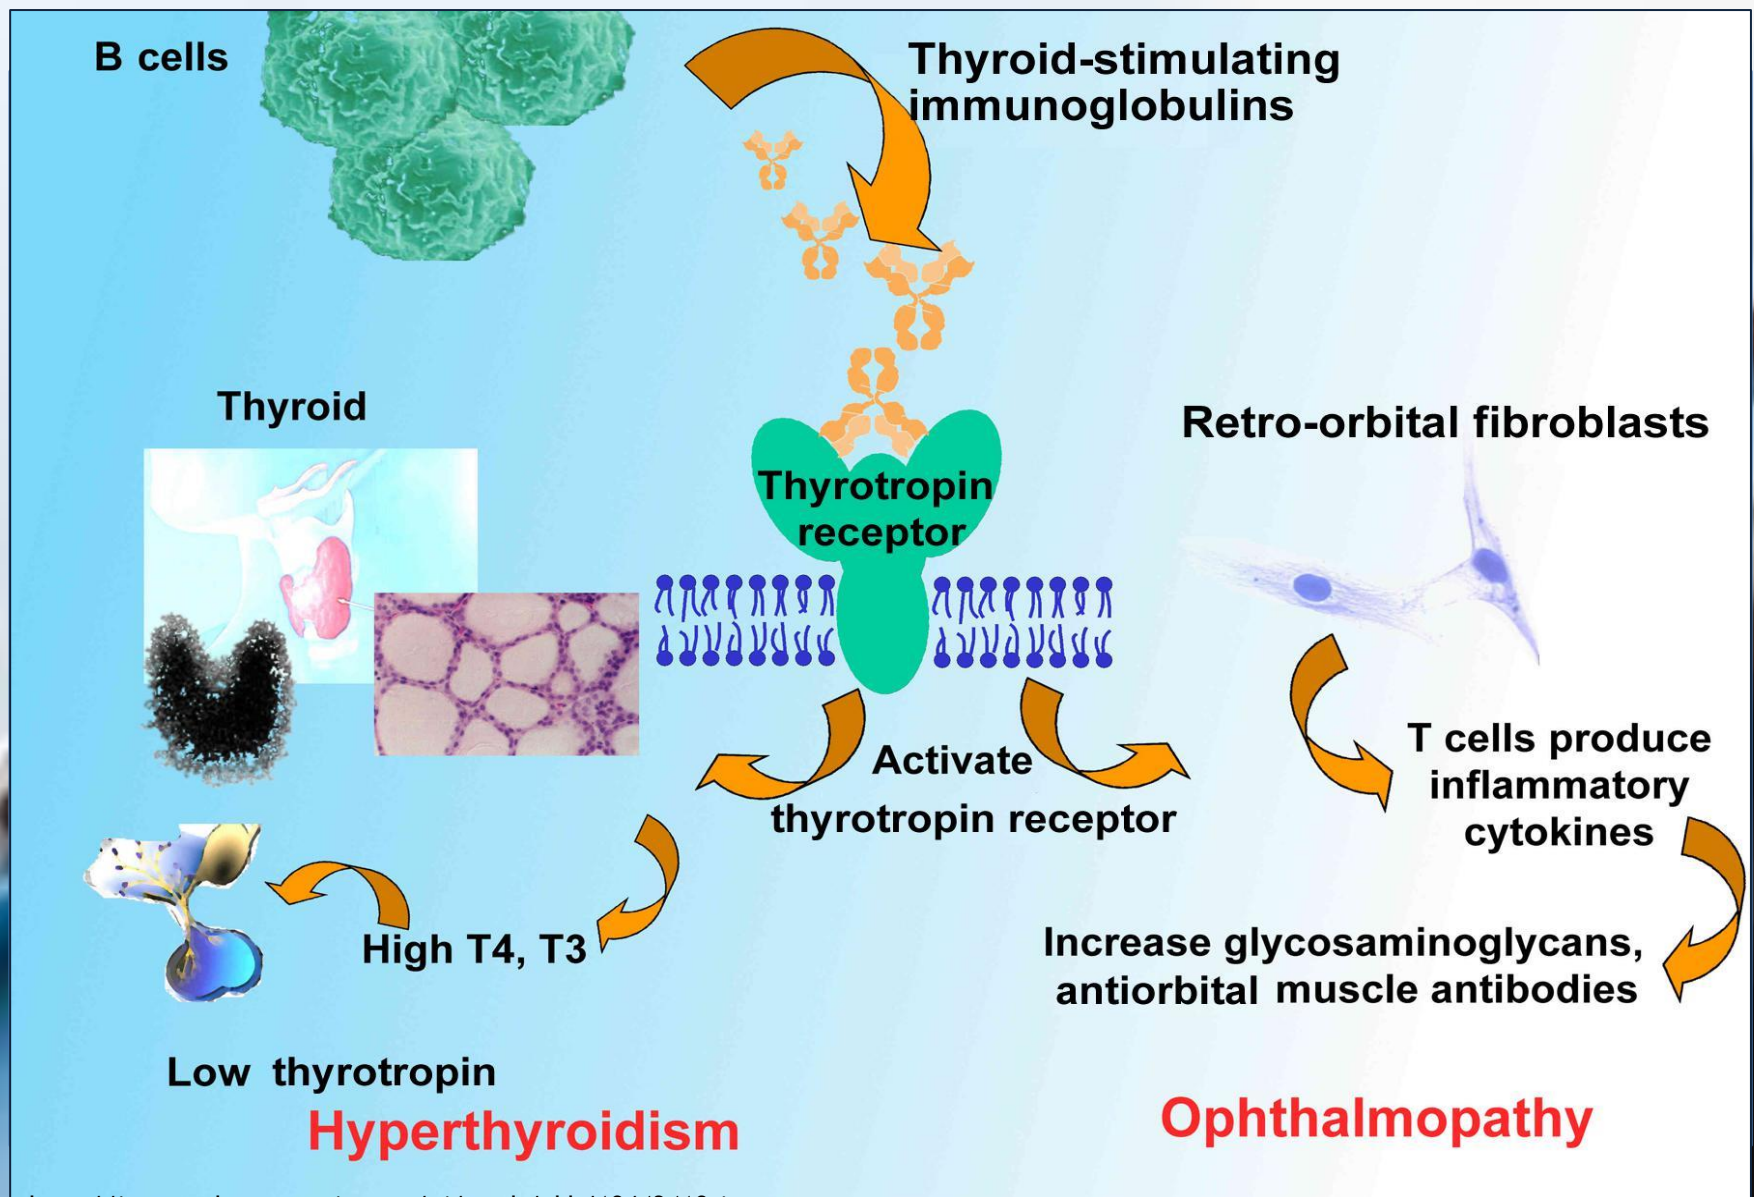 B cells
Thyroid-stimulating
immunoglobulins
Thyroid
Retro-orbital fibroblasts
Thyrotropin
receptor
Activate
thyrotropin receptor
T cells produce
inflammatory
cytokines
High T4, T3
Increase glycosaminoglycans,
antiorbital muscle antibodies
Low thyrotropin
Hyperthyroidism
Ophthalmopathy